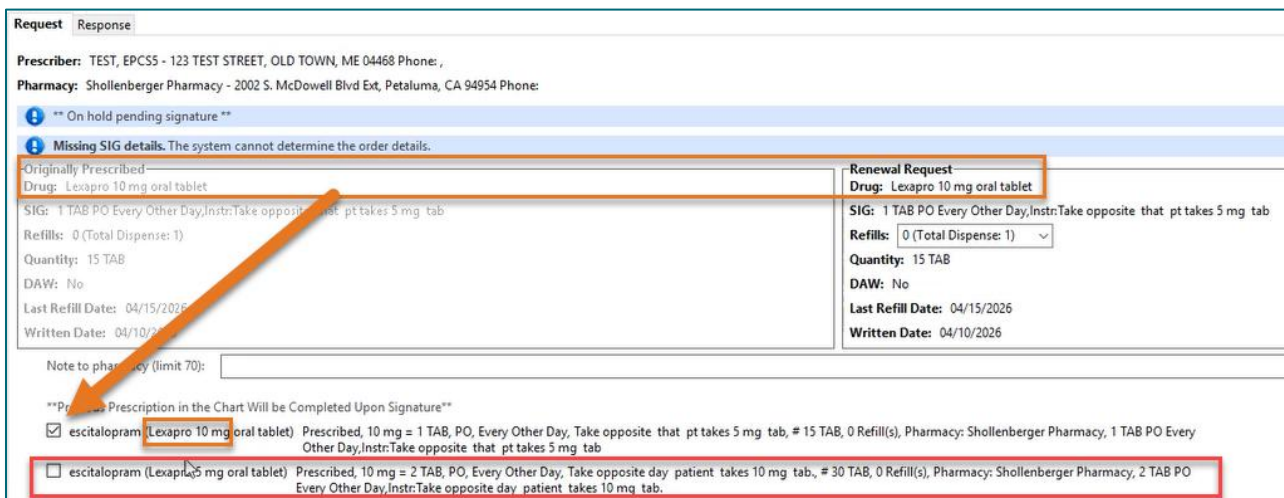 Request Response
Prescriber: TEST, EPCS5 - 123 TEST STREET, OLD TOWN, ME 04468 Phone: ,
Pharmacy: Shollenberger Pharmacy - 2002 S. McDowell Blvd Ext, Petaluma, CA 94954 Phone:
** On hold pending signature **
Missing SIG details. The system cannot determine the order details.
Originally Prescribed
Drug: Lexapro 10 mg oral tablet
SIG: 1 TAB PO Every Other Day,Instr:Take opposite that pt takes 5 mg tab
Refills: 0 (Total Dispense: 1)
Quantity: 15 TAB
DAW: No
Last Refill Date: 04/15/2026
Written Date: 04/10/
Renewal Request
Drug: Lexapro 10 mg oral tablet
SIG: 1 TAB PO Every Other Day,Instr:Take opposite that pt takes 5 mg tab
Refills: 0 (Total Dispense: 1)
Quantity: 15 TAB
DAW: No
Last Refill Date: 04/15/2026
Written Date: 04/10/2026
Note to pharmacy (limit 70):
Prescription in the Chart Will be Completed Upon Signature**
escitalopram (Lexapro 10 mg oral tablet) Prescribed, 10 mg = 1 TAB, PO, Every Other Day, Take opposite that pt takes 5 mg tab, # 15 TAB, 0 Refill(s), Pharmacy: Shollenberger Pharmacy, 1 TAB PO Every
Other Day,Instr:Take opposite that pt takes 5 mg tab
escitalopram (Lexapro 5 mg oral tablet) Prescribed, 10 mg = 2 TAB, PO, Every Other Day, Take opposite day patient takes 10 mg tab., # 30 TAB, 0 Refill(s), Pharmacy: Shollenberger Pharmacy, 2 TAB PO
Every Other Day,Instr:Take opposite day patient takes 10 mg tab.